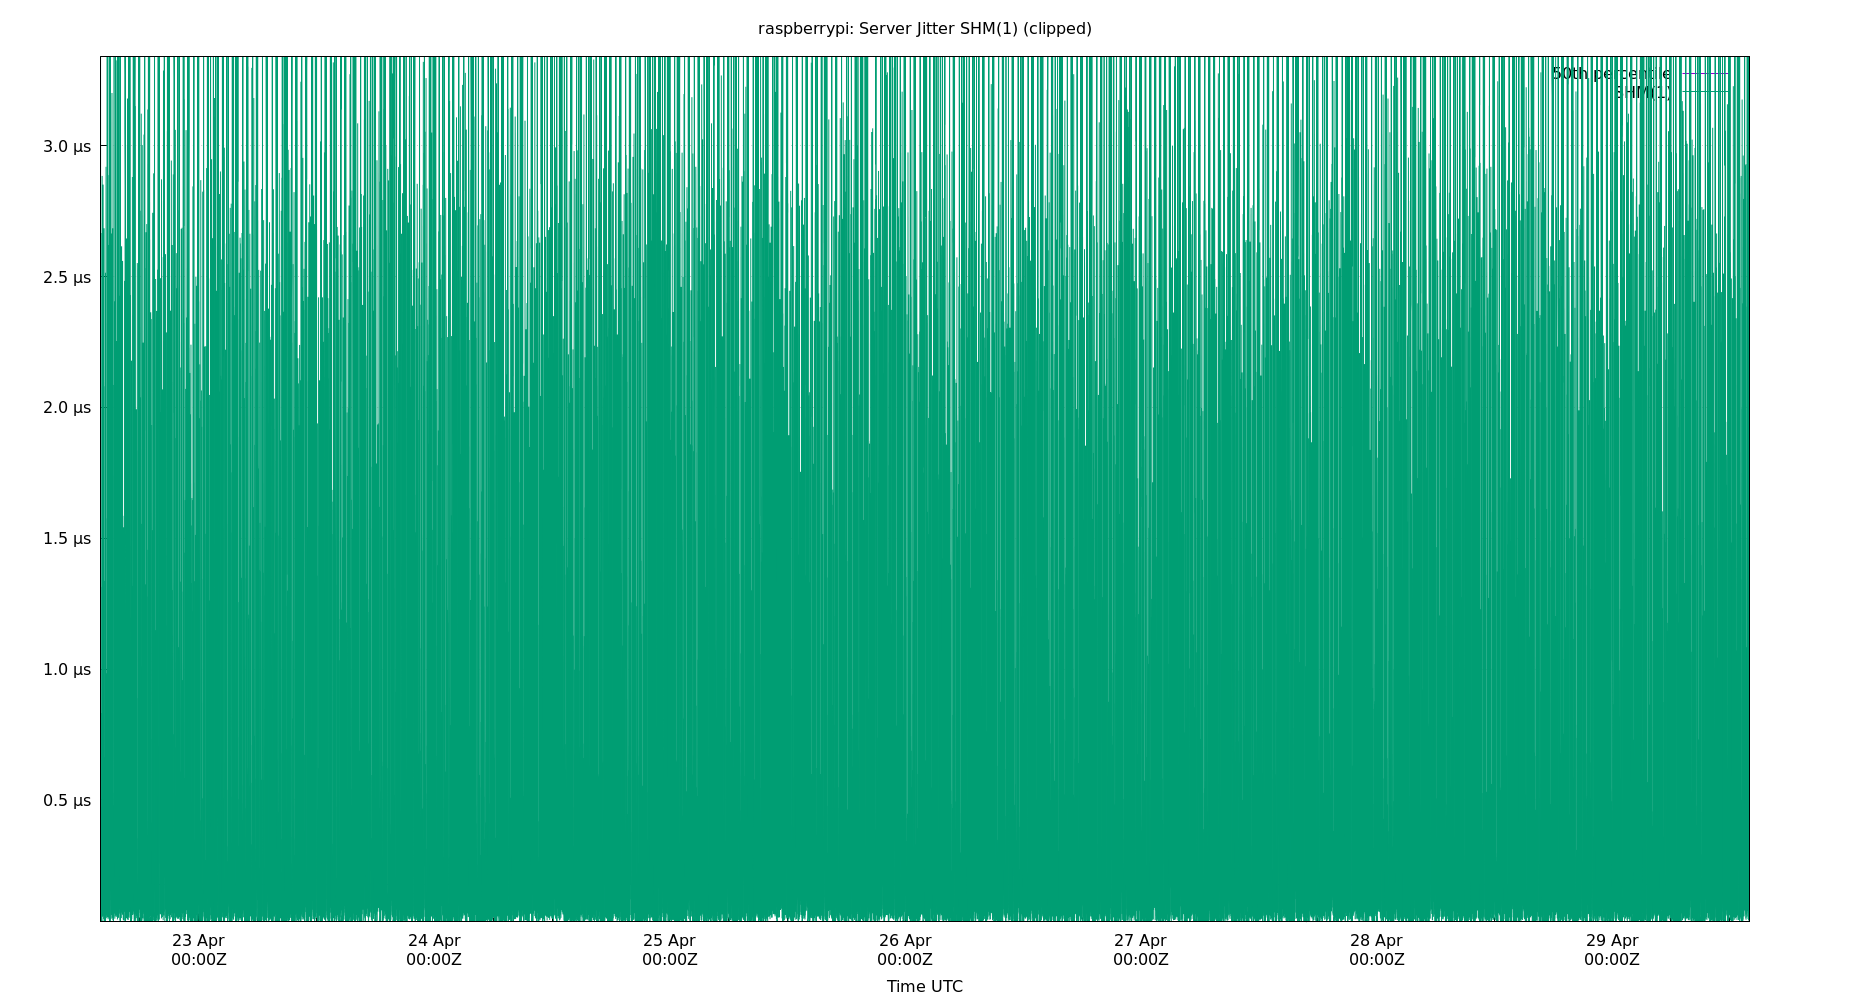 raspberrypi: Server Jitter SHM(1) (clipped)
50th percentile
SHM(1)
3.0 µs
2.5 µs
2.0 µs
1.5 µs
1.0 µs
0.5 µs
23 Apr 24 Apr 25 Apr 26 Apr 27 Apr 28 Apr 29 Apr
00:00Z 00:00Z 00:00Z 00:00Z 00:00Z 00:00Z 00:00Z
Time UTC